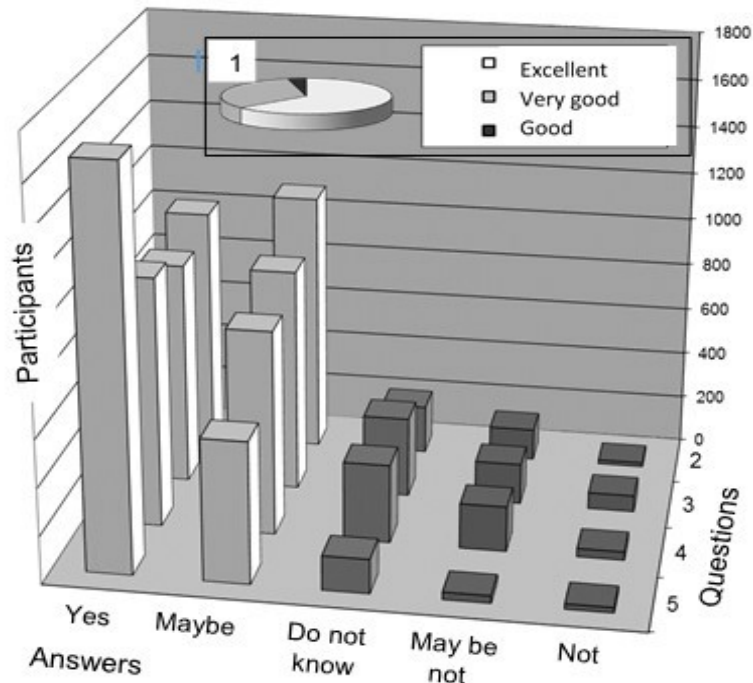 1
Excellent
Very good
Good
1800
1600
1400
1200
1000
800
600
400
200
0
Participants
2
3
4
5
Questions
Yes
Maybe
Do not
know
May be
not
Not
Answers